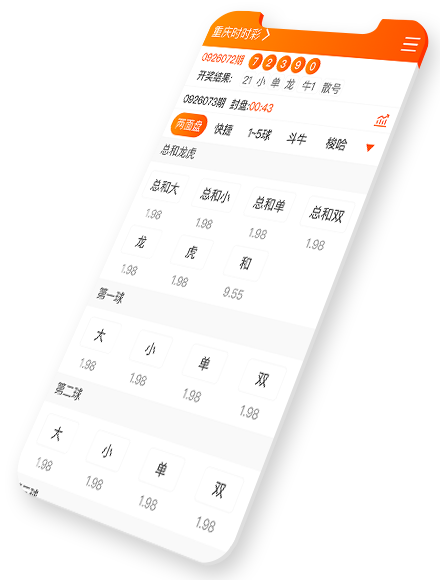 重庆时时彩
0926072期 7 2 3 9 0
开奖结果: 21 小 单 龙 牛1 散号
0926073期 封盘:00:43
两面盘 快捷 1~5球 斗牛 梭哈
总和龙虎
总和大 总和小 总和单 总和双
1.98 1.98 1.98 1.98
龙 虎 和
1.98 1.98 9.55
第一球
大 小 单 双
1.98 1.98 1.98 1.98
第二球
大 小 单 双
1.98 1.98 1.98 1.98